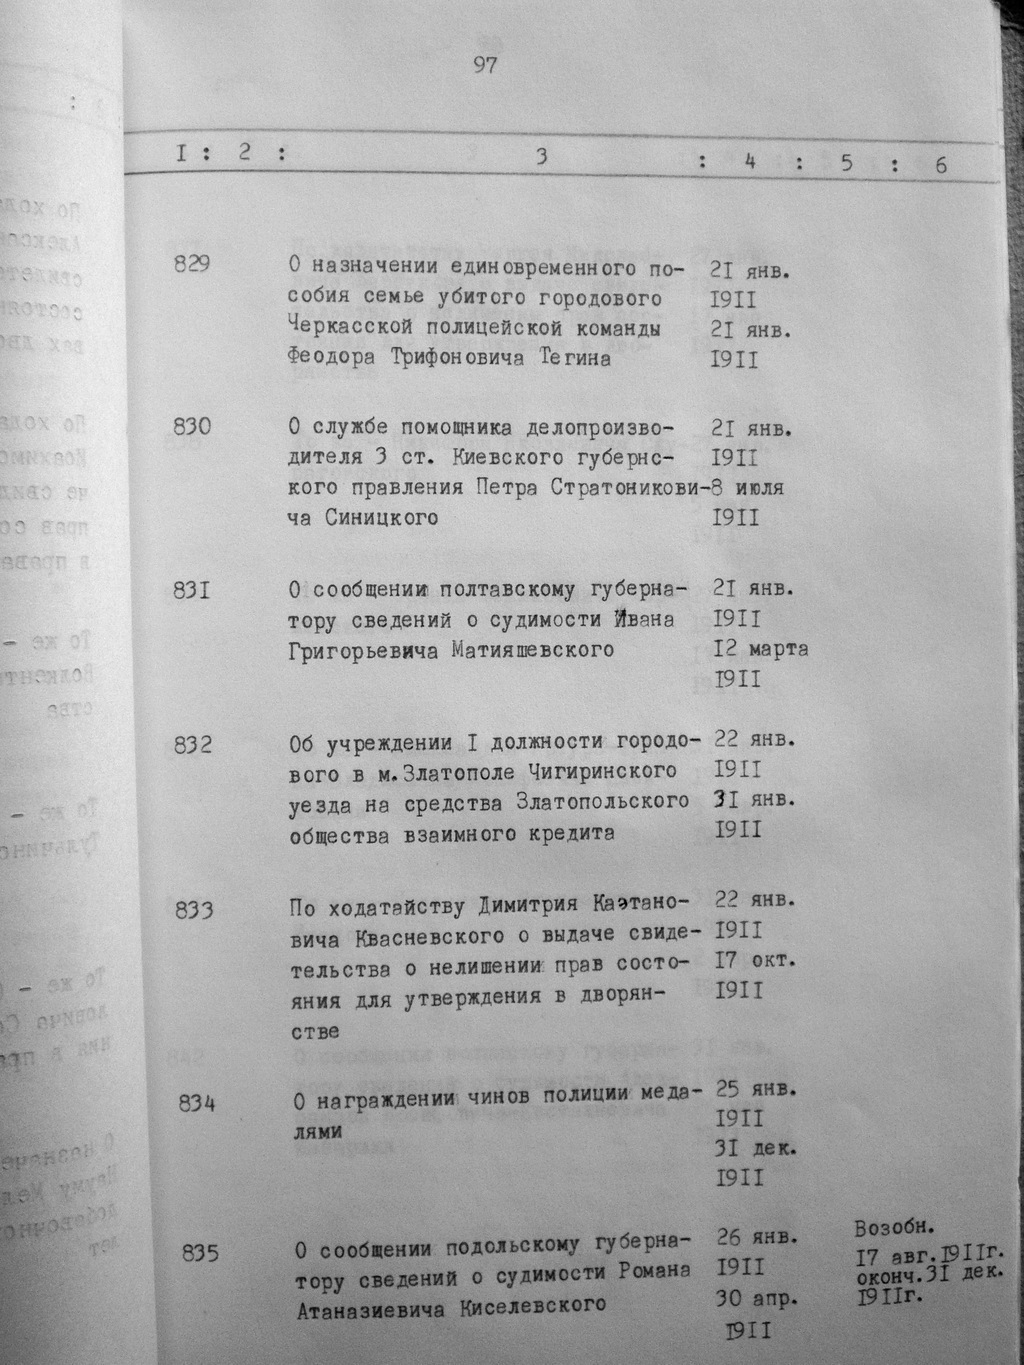 97
I : 2 : 3 : 4 : 5 : 6
829 О назначении единовременного по- 21 янв.
собия семье убитого городового 1911
Черкасской полицейской команды 21 янв.
Феодора Трифоновича Тегина 1911
830 О службе помощника делопроизво- 21 янв.
дителя 3 ст. Киевского губернс- 1911
кого правления Петра Стратоникови-8 июля
ча Синицкого 1911
831 О сообщении полтавскому губерна- 21 янв.
тору сведений о судимости Ивана 1911
Григорьевича Матияшевского 12 марта
1911
832 Об учреждении I должности городо- 22 янв.
вого в м.Златополе Чигиринского 1911
уезда на средства Златопольского 31 янв.
общества взаимного кредита 1911
833 По ходатайству Димитрия Каэтано- 22 янв.
вича Квасневского о выдаче свиде- 1911
тельства о нелишении прав состо- 17 окт.
яния для утверждения в дворян- 1911
стве
834 О награждении чинов полиции меда- 25 янв.
лями 1911
31 дек.
1911
835 О сообщении подольскому губерна- 26 янв. Возобн.
тору сведений о судимости Романа 1911 17 авг.1911г.
Атаназиевича Киселевского 30 апр. оконч.31 дек.
1911 1911г.